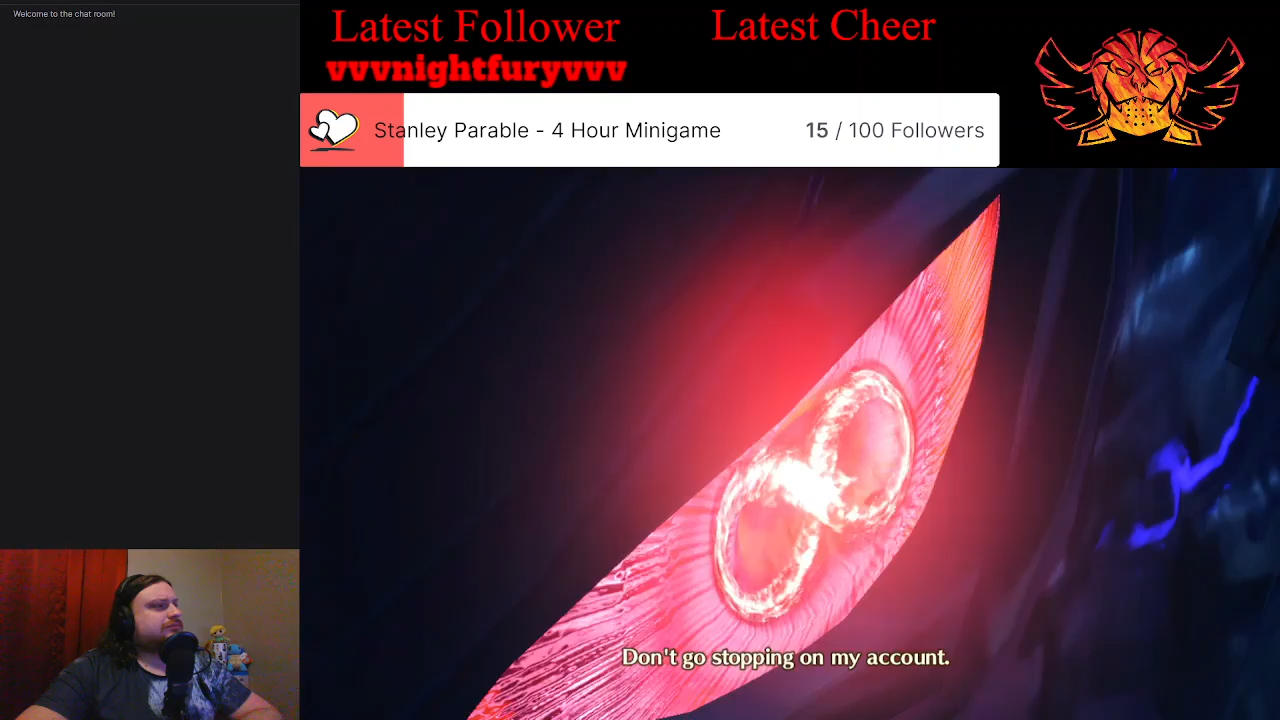 Welcome to the chat room!
Latest Follower
vvvnightfuryvvv
Latest Cheer
Stanley Parable - 4 Hour Minigame
15 / 100 Followers
Don't go stopping on my account.